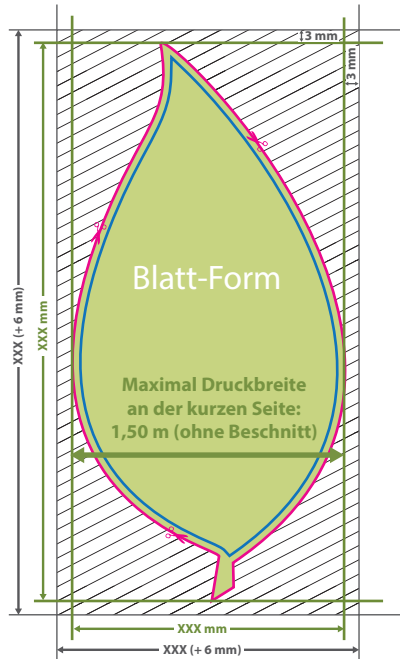 3 mm
3 mm
XXX (+ 6 mm)
XXX mm
Blatt-Form
Maximal Druckbreite
an der kurzen Seite:
1,50 m (ohne Beschnitt)
XXX mm
XXX (+ 6 mm)